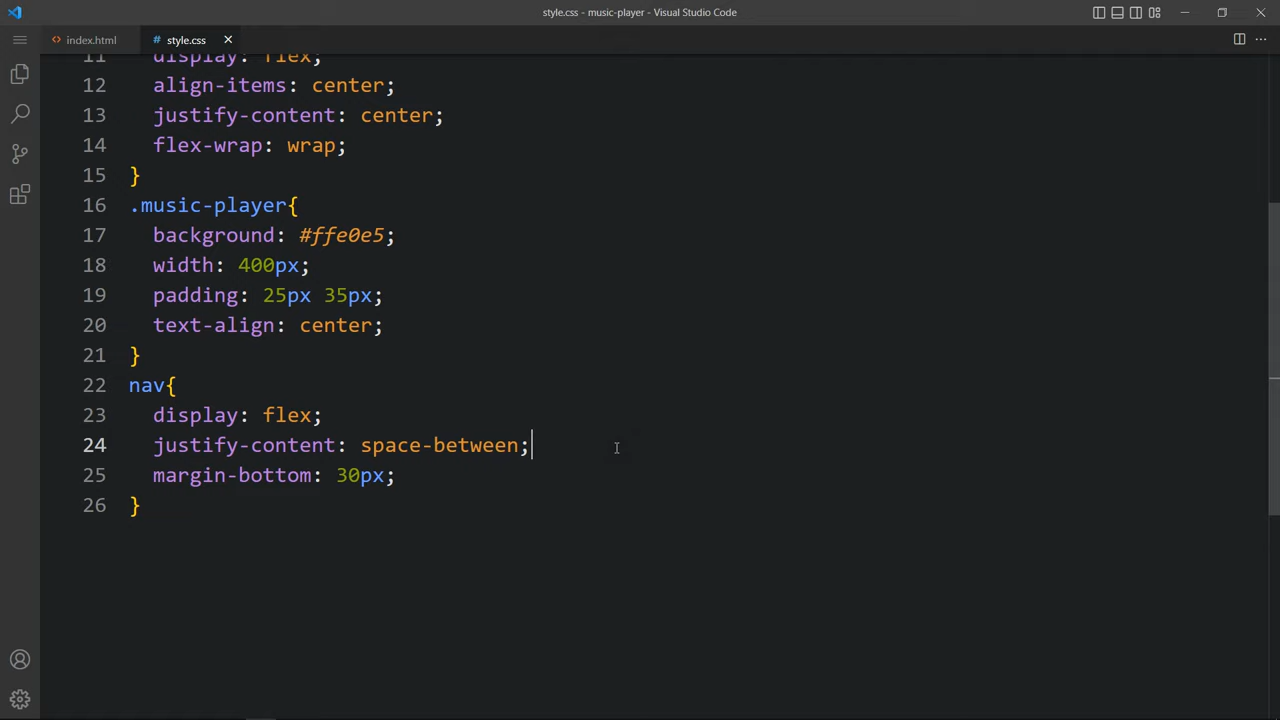 style.css - music-player - Visual Studio Code
index.html
# style.css
11 display: flex;
12 align-items: center;
13 justify-content: center;
14 flex-wrap: wrap;
15 }
16 .music-player{
17 background: #ffe0e5;
18 width: 400px;
19 padding: 25px 35px;
20 text-align: center;
21 }
22 nav{
23 display: flex;
24 justify-content: space-between;
25 margin-bottom: 30px;
26 }